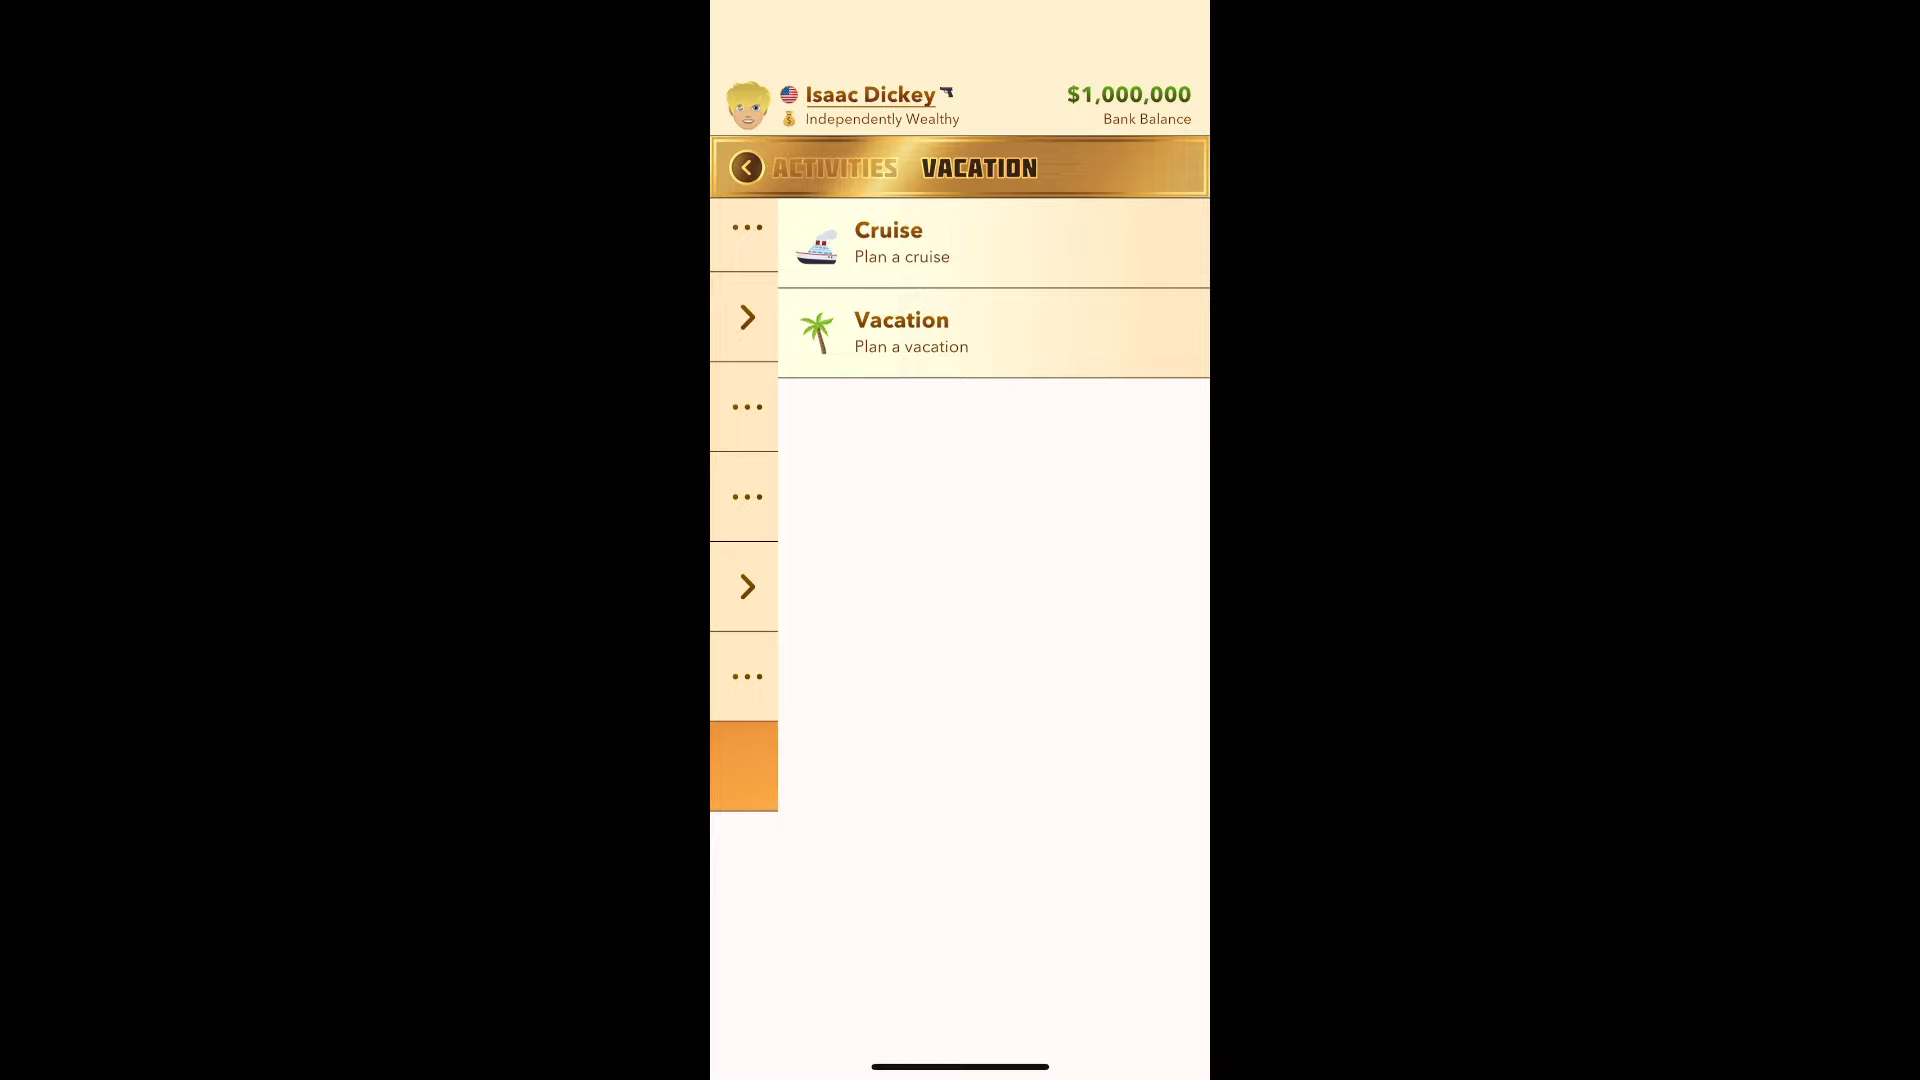 Isaac Dickey
$1,000,000
Independently Wealthy
Bank Balance
ACTIVITIES VACATION
Cruise
Plan a cruise
Vacation
Plan a vacation